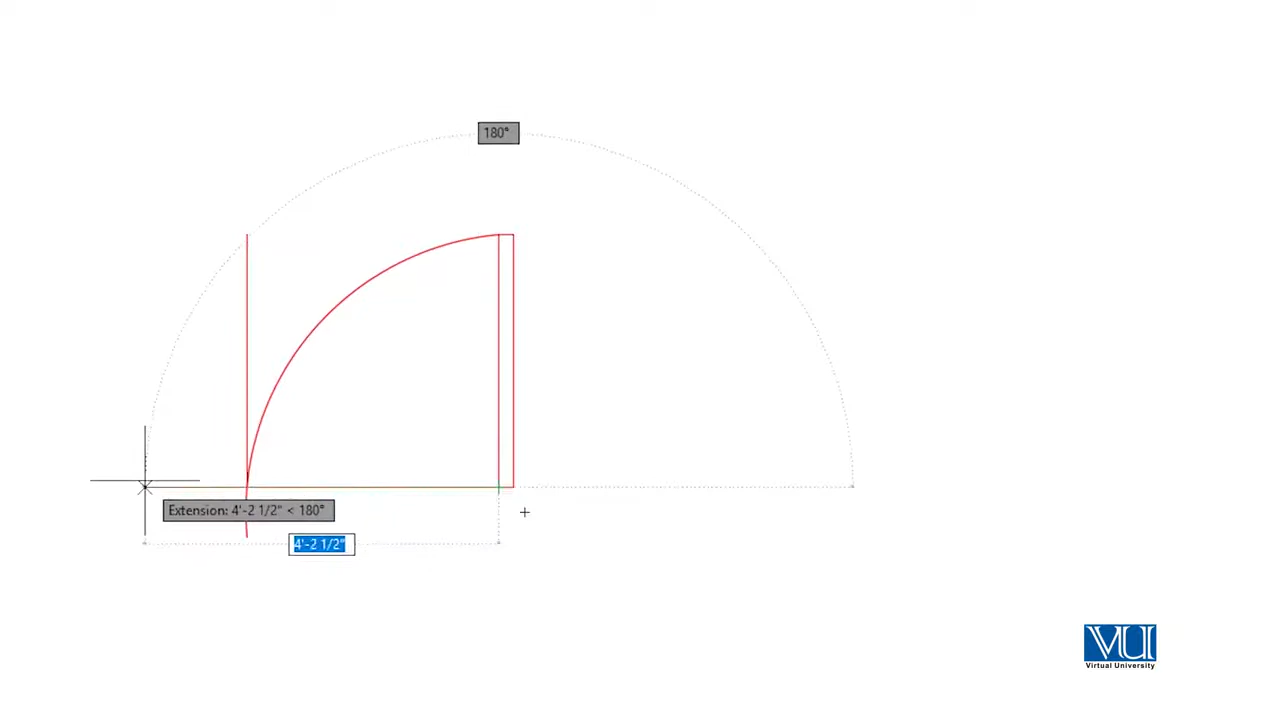 180°
Extension: 4'-2 1/2" < 180°
4'-2 1/2"
VU
Virtual University